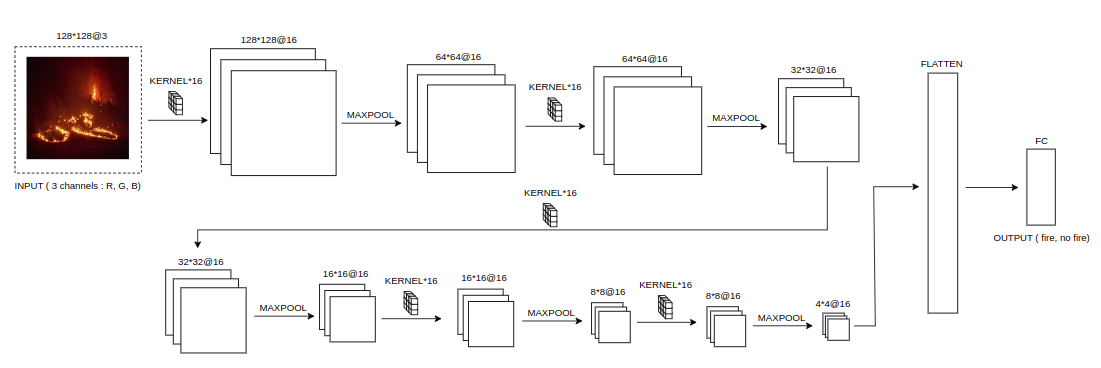 128*128@3
INPUT ( 3 channels : R, G, B)
KERNEL*16
128*128@16
MAXPOOL
64*64@16
KERNEL*16
64*64@16
MAXPOOL
32*32@16
FLATTEN
FC
OUTPUT ( fire, no fire)
KERNEL*16
32*32@16
MAXPOOL
16*16@16
KERNEL*16
16*16@16
MAXPOOL
8*8@16
KERNEL*16
8*8@16
MAXPOOL
4*4@16